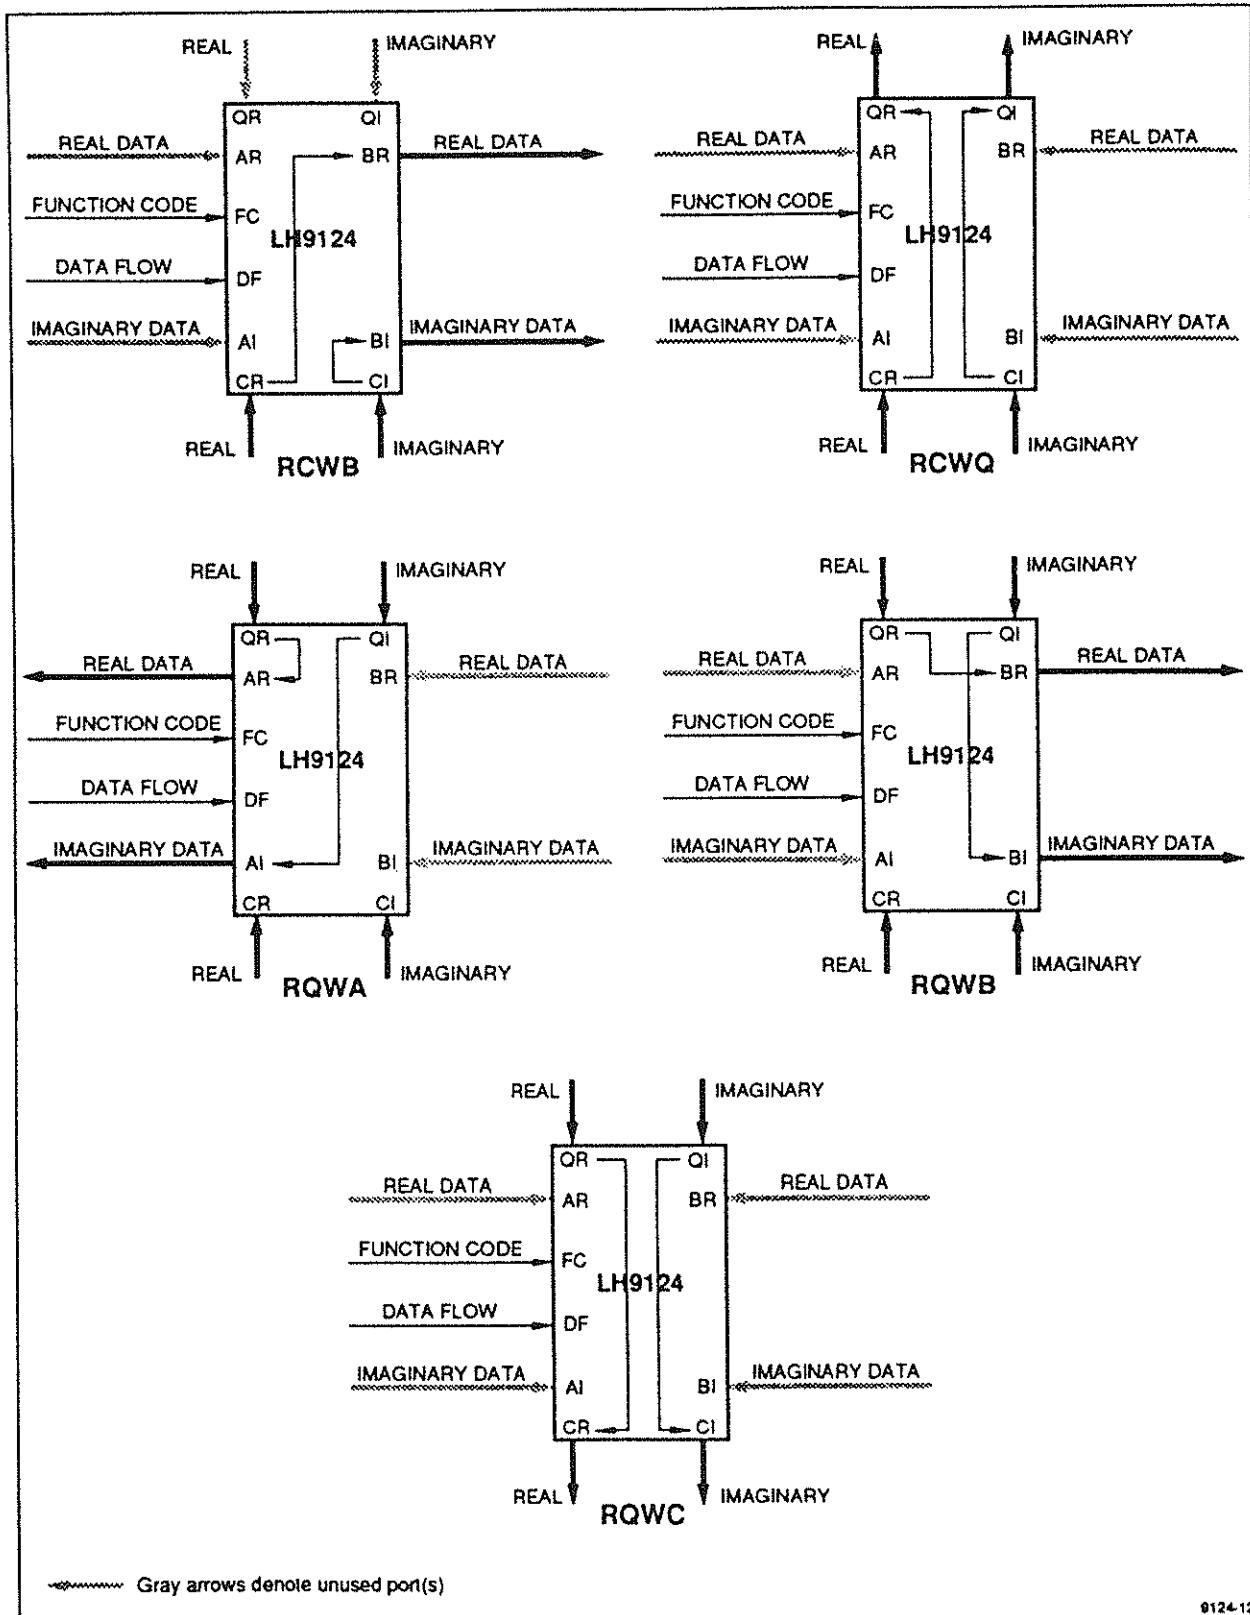 REAL IMAGINARY
QR QI
REAL DATA AR BR REAL DATA
FUNCTION CODE FC
LH9124
DATA FLOW DF
IMAGINARY DATA AI BI IMAGINARY DATA
CR CI
REAL IMAGINARY
RCWB
REAL IMAGINARY
QR QI
REAL DATA AR BR REAL DATA
FUNCTION CODE FC
LH9124
DATA FLOW DF
IMAGINARY DATA AI BI IMAGINARY DATA
CR CI
REAL IMAGINARY
RCWQ
REAL IMAGINARY
QR QI
REAL DATA AR BR REAL DATA
FUNCTION CODE FC
LH9124
DATA FLOW DF
IMAGINARY DATA AI BI IMAGINARY DATA
CR CI
REAL IMAGINARY
RQWA
REAL IMAGINARY
QR QI
REAL DATA AR BR REAL DATA
FUNCTION CODE FC
LH9124
DATA FLOW DF
IMAGINARY DATA AI BI IMAGINARY DATA
CR CI
REAL IMAGINARY
RQWB
REAL IMAGINARY
QR QI
REAL DATA AR BR REAL DATA
FUNCTION CODE FC
LH9124
DATA FLOW DF
IMAGINARY DATA AI BI IMAGINARY DATA
CR CI
REAL IMAGINARY
RQWC
Gray arrows denote unused port(s)
9124-12